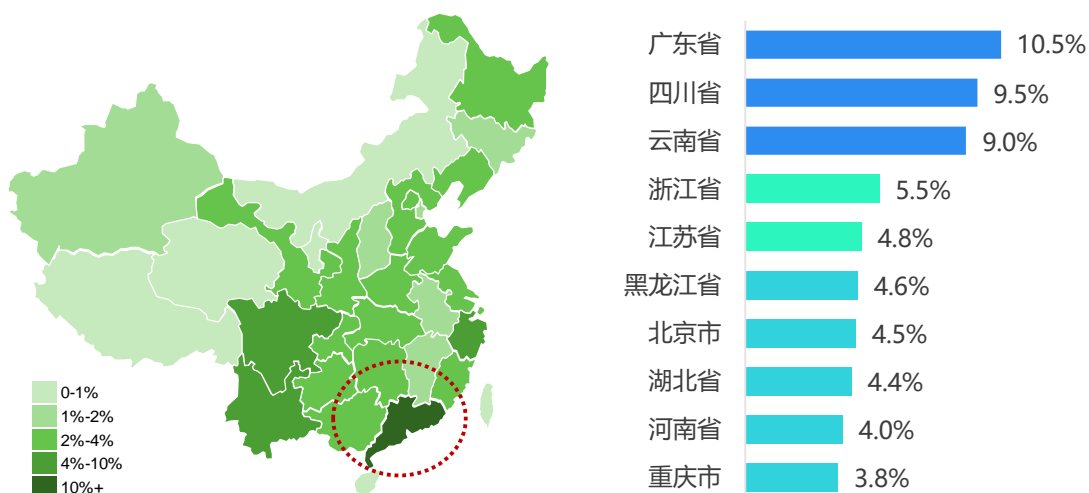 0-1%
1%-2%
2%-4%
4%-10%
10%+
广东省 10.5%
四川省 9.5%
云南省 9.0%
浙江省 5.5%
江苏省 4.8%
黑龙江省 4.6%
北京市 4.5%
湖北省 4.4%
河南省 4.0%
重庆市 3.8%